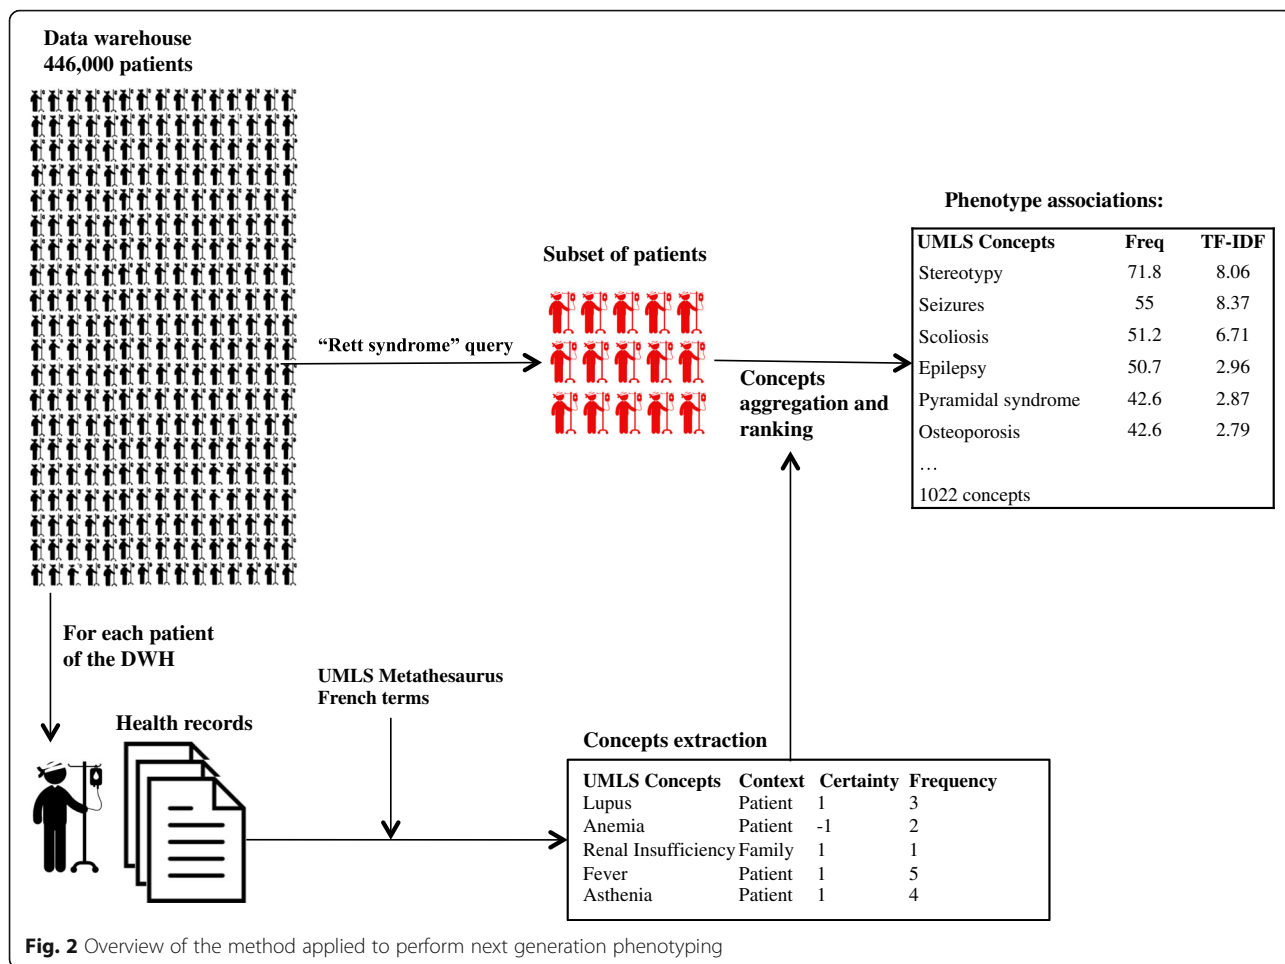 Data warehouse
446,000 patients
"Rett syndrome" query
Subset of patients
Concepts
aggregation and
ranking
Phenotype associations:
UMLS Concepts Freq TF-IDF
Stereotypy 71.8 8.06
Seizures 55 8.37
Scoliosis 51.2 6.71
Epilepsy 50.7 2.96
Pyramidal syndrome 42.6 2.87
Osteoporosis 42.6 2.79
…
1022 concepts
For each patient
of the DWH
Health records
UMLS Metathesaurus
French terms
Concepts extraction
UMLS Concepts Context Certainty Frequency
Lupus Patient 1 3
Anemia Patient -1 2
Renal Insufficiency Family 1 1
Fever Patient 1 5
Asthenia Patient 1 4
Fig. 2 Overview of the method applied to perform next generation phenotyping